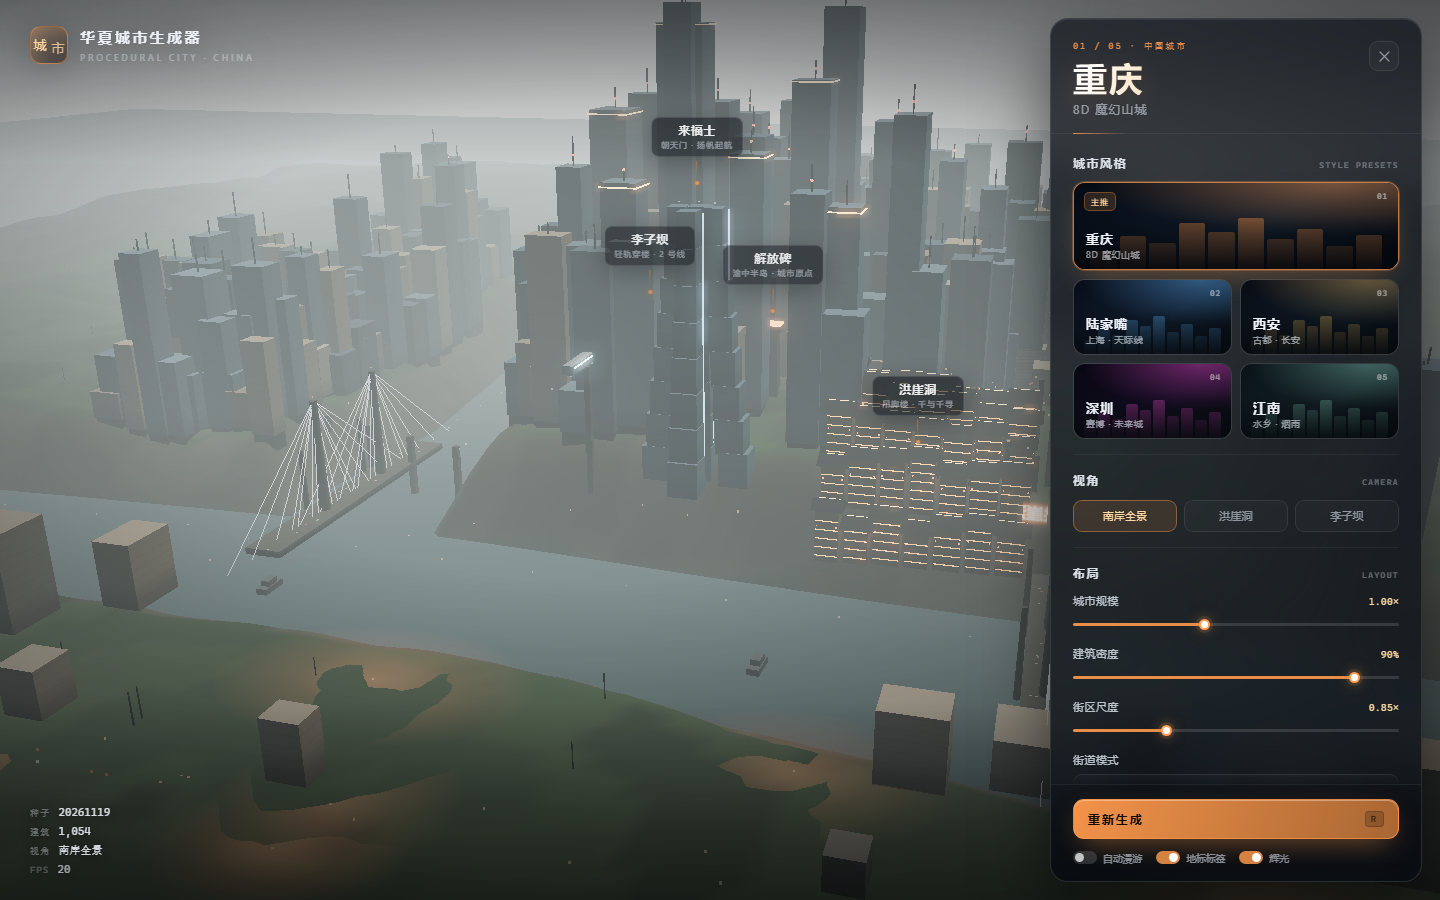 城市
华夏城市生成器
PROCEDURAL CITY · CHINA
来福士
朝天门 · 扬帆起航
李子坝
轻轨穿楼 · 2 号线
解放碑
渝中半岛 · 城市原点
洪崖洞
吊脚楼 · 千与千寻
种子 20261119
建筑 1,054
视角 南岸全景
FPS 20
01 / 05 · 中国城市
重庆
8D 魔幻山城
城市风格 STYLE PRESETS
主推 01
重庆
8D 魔幻山城
02
陆家嘴
上海 · 天际线
03
西安
古都 · 长安
04
深圳
赛博 · 未来城
05
江南
水乡 · 烟雨
视角 CAMERA
南岸全景 洪崖洞 李子坝
布局 LAYOUT
城市规模 1.00×
建筑密度 90%
街区尺度 0.85×
街道模式
重新生成 R
自动漫游 地标标签 辉光